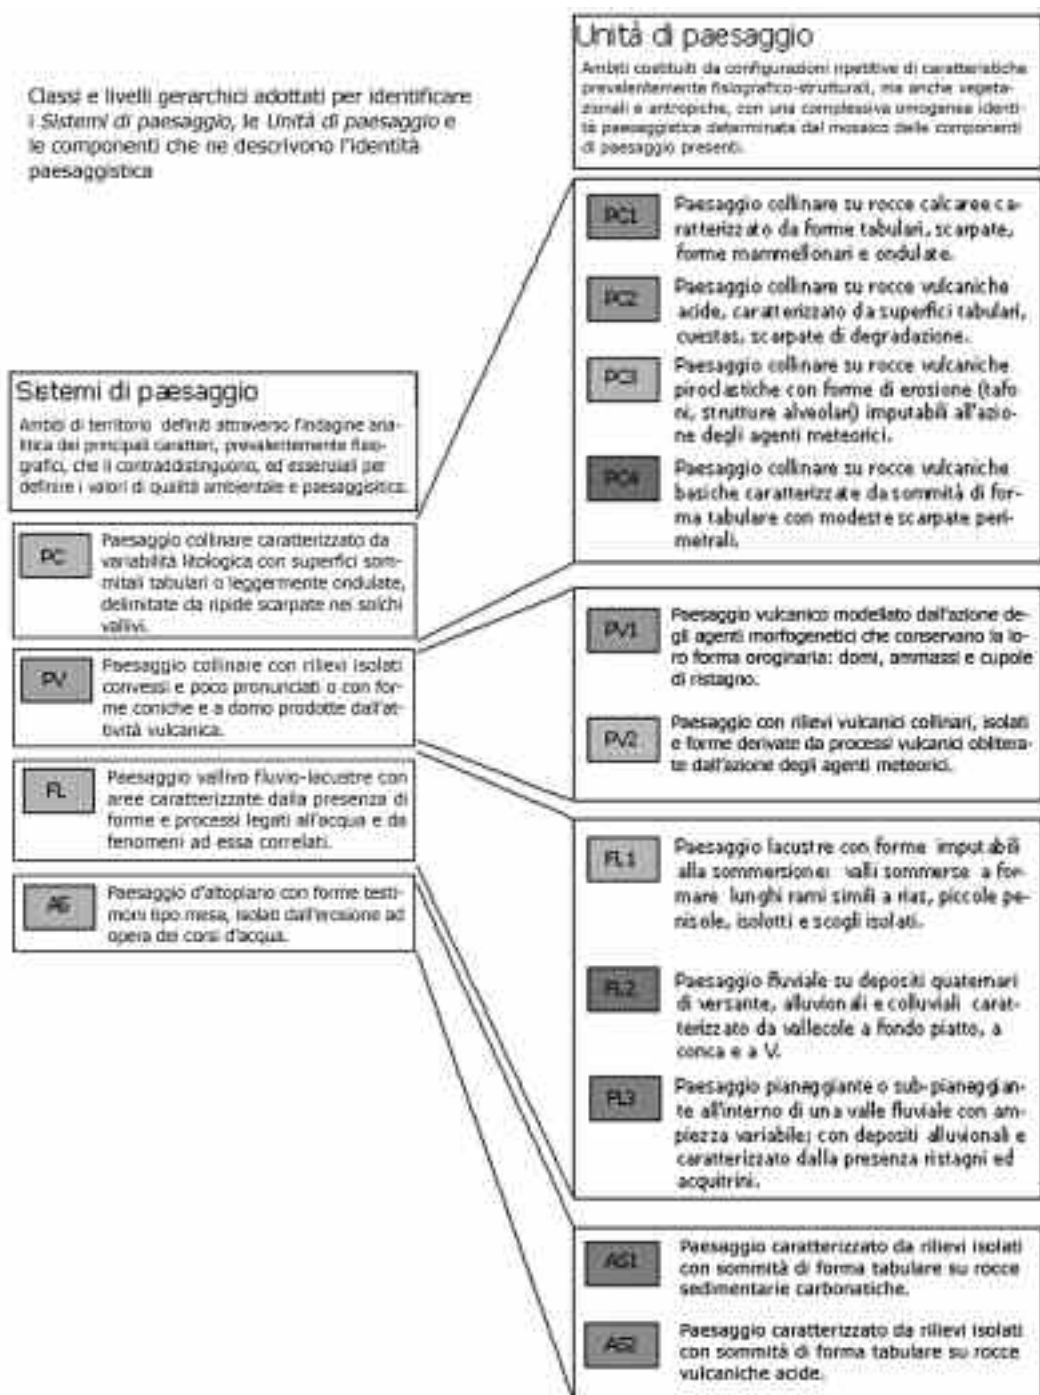 Classi e livelli gerarchici adottati per identificare
i Sistemi di paesaggio, le Unità di paesaggio e
le componenti che ne descrivono l'identità
paesaggistica
Sistemi di paesaggio
Ambiti di territorio definiti attraverso l'indagine ana-
litica dei principali caratteri, prevalentemente fisio-
grafici, che li contraddistinguono, ed essenziali per
definire i valori di qualità ambientale e paesaggistica.
PC
Paesaggio collinare caratterizzato da
variabilità litologica con superfici som-
mitali tabulari o leggermente ondulate,
delimitate da ripide scarpate nei solchi
vallivi.
PV
Paesaggio collinare con rilievi isolati
convessi e poco pronunciati o con for-
me coniche e a domo prodotte dall'at-
tività vulcanica.
FL
Paesaggio vallivo fluvio-lacustre con
aree caratterizzate dalla presenza di
forme e processi legati all'acqua e da
fenomeni ad essa correlati.
Paesaggio d'altopiano con forme testi-
moni tipo mesa, isolati dall'erosione ad
opera dei corsi d'acqua.
Unità di paesaggio
Ambiti costituiti da configurazioni ripetitive di caratteristiche
prevalentemente fisiografico-strutturali, ma anche vegeta-
zionali e antropiche, con una complessiva omogenea identi-
tà paesaggistica determinata dal mosaico delle componenti
di paesaggio presenti.
PC1
Paesaggio collinare su rocce calcaree ca-
ratterizzato da forme tabulari, scarpate,
forme mammellonari e ondulate.
PC2
Paesaggio collinare su rocce vulcaniche
acide, caratterizzato da superfici tabulari,
cuestas, scarpate di degradazione.
PC3
Paesaggio collinare su rocce vulcaniche
piroclastiche con forme di erosione (tafo
ni, strutture alveolari) imputabili all'azio-
ne degli agenti meteorici.
PC4
Paesaggio collinare su rocce vulcaniche
basiche caratterizzate da sommità di for-
ma tabulare con modeste scarpate peri-
metrali.
PV1
Paesaggio vulcanico modellato dall'azione de-
gli agenti morfogenetici che conservano la lo-
ro forma oroginaria: domi, ammassi e cupole
di ristagno.
PV2
Paesaggio con rilievi vulcanici collinari, isolati
e forme derivate da processi vulcanici oblitera-
te dall'azione degli agenti meteorici.
FL1
Paesaggio lacustre con forme imputabili
alla sommersione: valli sommerse a for-
mare lunghi rami simili a rias, piccole pe-
nisole, isolotti e scogli isolati.
FL2
Paesaggio fluviale su depositi quaternari
di versante, alluvionali e colluviali carat-
terizzato da vallecole a fondo piatto, a
conca e a V.
FL3
Paesaggio pianeggiante o sub-pianeggian-
te all'interno di una valle fluviale con am-
piezza variabile; con depositi alluvionali e
caratterizzato dalla presenza ristagni ed
acquitrini.
AS1
Paesaggio caratterizzato da rilievi isolati
con sommità di forma tabulare su rocce
sedimentarie carbonatiche.
AS2
Paesaggio caratterizzato da rilievi isolati
con sommità di forma tabulare su rocce
vulcaniche acide.